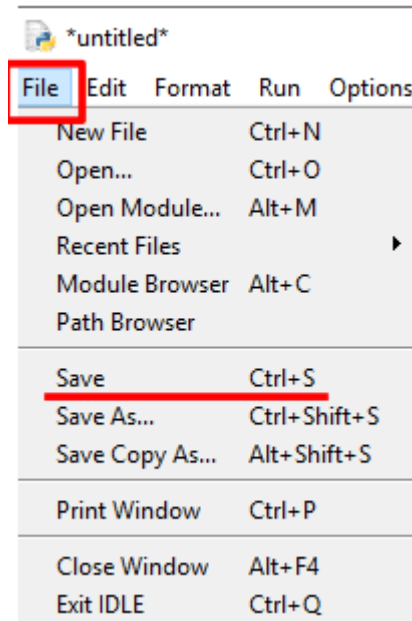 *untitled*
File Edit Format Run Options
New File Ctrl+N
Open... Ctrl+O
Open Module... Alt+M
Recent Files
Module Browser Alt+C
Path Browser
Save Ctrl+S
Save As... Ctrl+Shift+S
Save Copy As... Alt+Shift+S
Print Window Ctrl+P
Close Window Alt+F4
Exit IDLE Ctrl+Q